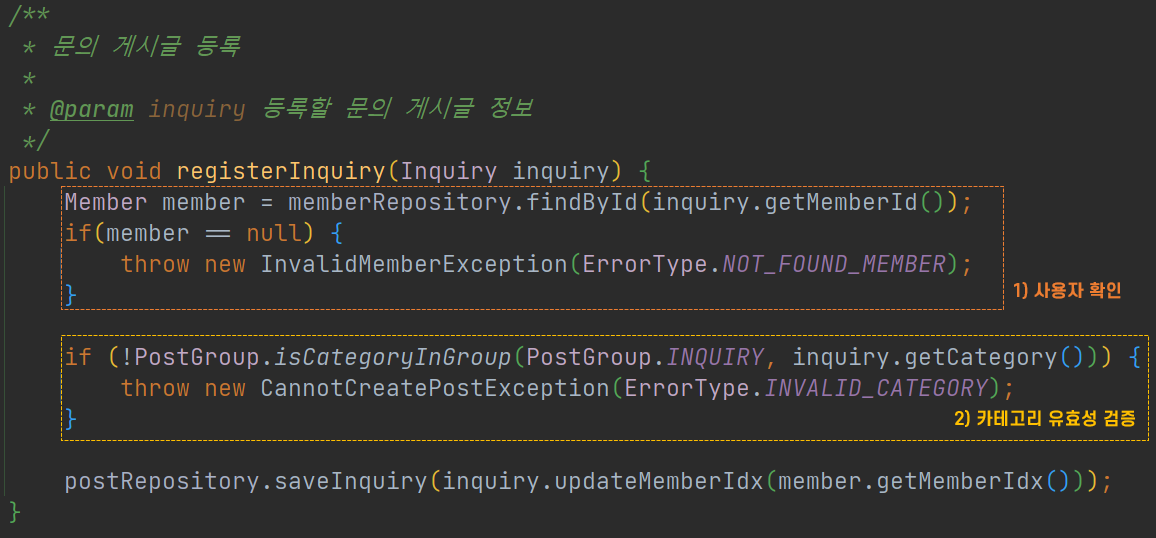 /**
 * 문의 게시글 등록
 *
 * @param inquiry 등록할 문의 게시글 정보
 */
public void registerInquiry(Inquiry inquiry) {
    Member member = memberRepository.findById(inquiry.getMemberId());
    if(member == null) {
        throw new InvalidMemberException(ErrorType.NOT_FOUND_MEMBER);
    }
1) 사용자 확인
    if (!PostGroup.isCategoryInGroup(PostGroup.INQUIRY, inquiry.getCategory())) {
        throw new CannotCreatePostException(ErrorType.INVALID_CATEGORY);
    }
2) 카테고리 유효성 검증
    postRepository.saveInquiry(inquiry.updateMemberIdx(member.getMemberIdx()));
}